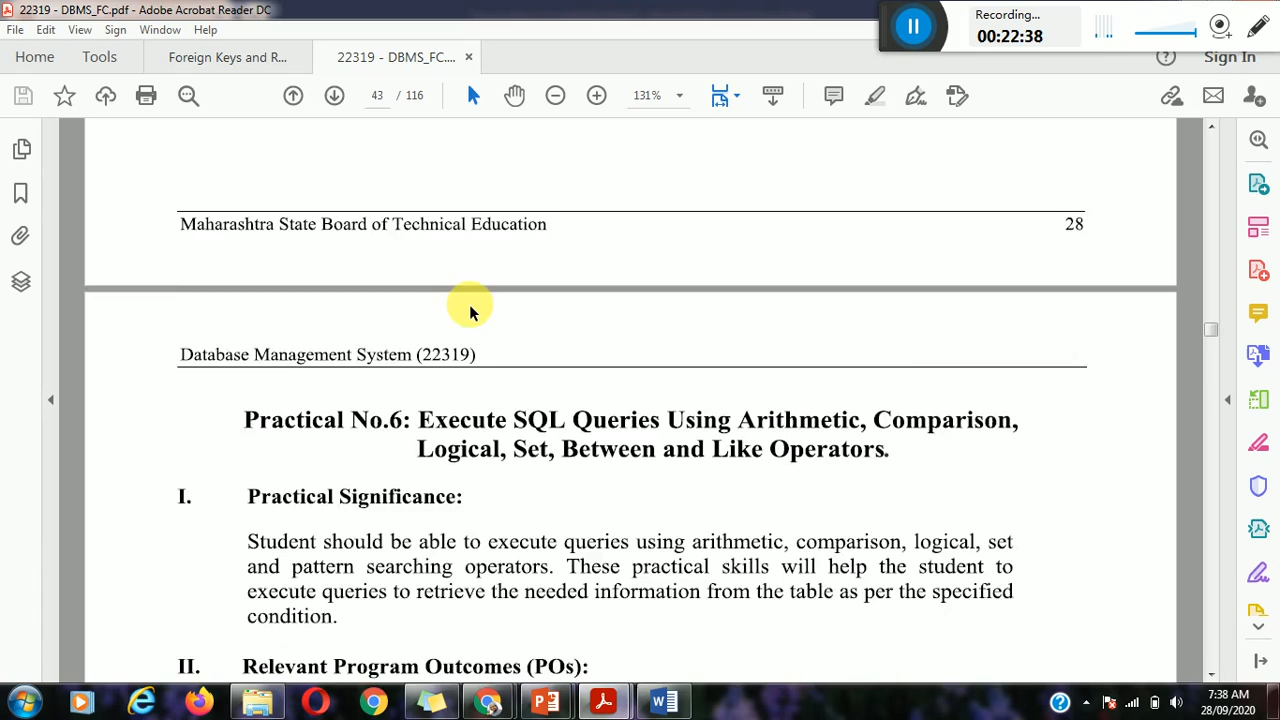 22319 - DBMS_FC.pdf - Adobe Acrobat Reader DC
File Edit View Sign Window Help
Recording...
00:22:38
Home Tools Foreign Keys and R... 22319 - DBMS_FC.... × Sign In
43 / 116 131%
Maharashtra State Board of Technical Education 28
Database Management System (22319)
Practical No.6: Execute SQL Queries Using Arithmetic, Comparison,
Logical, Set, Between and Like Operators.
I. Practical Significance:
Student should be able to execute queries using arithmetic, comparison, logical, set
and pattern searching operators. These practical skills will help the student to
execute queries to retrieve the needed information from the table as per the specified
condition.
II. Relevant Program Outcomes (POs):
7:38 AM
28/09/2020